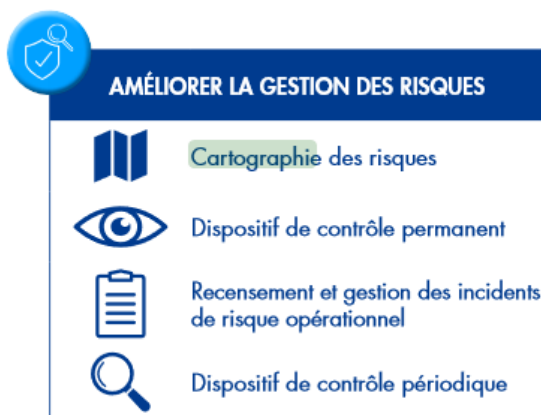 AMÉLIORER LA GESTION DES RISQUES
Cartographie des risques
Dispositif de contrôle permanent
Recensement et gestion des incidents
de risque opérationnel
Dispositif de contrôle périodique